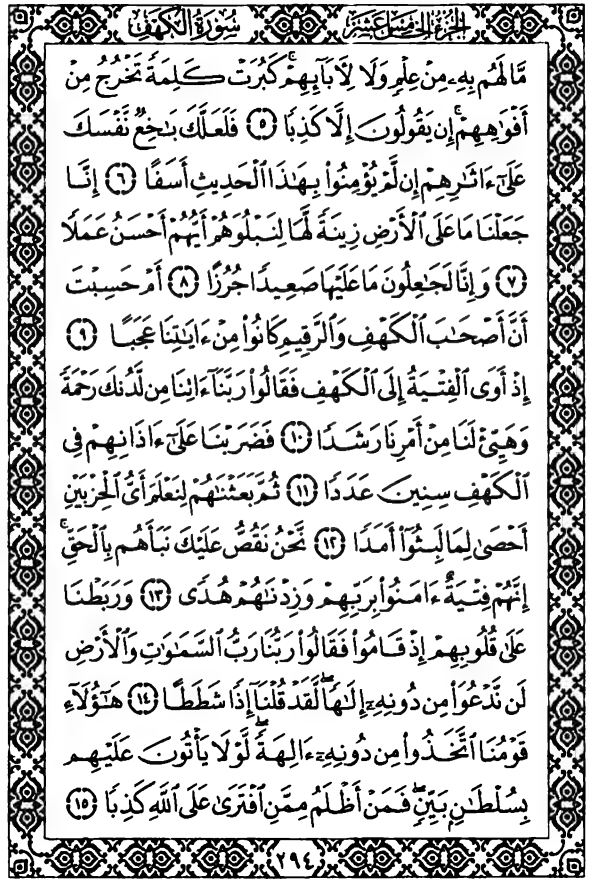 الجزء الخامس عشر
سورة الكهف
مَّا لَهُم بِهِۦ مِنْ عِلْمٍ وَلَا لِآبَآئِهِمْ ۚ كَبُرَتْ كَلِمَةً تَخْرُجُ مِنْ
أَفْوَٰهِهِمْ ۚ إِن يَقُولُونَ إِلَّا كَذِبًا ٥ فَلَعَلَّكَ بَٰخِعٌ نَّفْسَكَ
عَلَىٰٓ ءَاثَٰرِهِمْ إِن لَّمْ يُؤْمِنُوا۟ بِهَٰذَا ٱلْحَدِيثِ أَسَفًا ٦ إِنَّا
جَعَلْنَا مَا عَلَى ٱلْأَرْضِ زِينَةً لَّهَا لِنَبْلُوَهُمْ أَيُّهُمْ أَحْسَنُ عَمَلًا
٧ وَإِنَّا لَجَٰعِلُونَ مَا عَلَيْهَا صَعِيدًا جُرُزًا ٨ أَمْ حَسِبْتَ
أَنَّ أَصْحَٰبَ ٱلْكَهْفِ وَٱلرَّقِيمِ كَانُوا۟ مِنْ ءَايَٰتِنَا عَجَبًا ٩
إِذْ أَوَى ٱلْفِتْيَةُ إِلَى ٱلْكَهْفِ فَقَالُوا۟ رَبَّنَآ ءَاتِنَا مِن لَّدُنكَ رَحْمَةً
وَهَيِّئْ لَنَا مِنْ أَمْرِنَا رَشَدًا ١٠ فَضَرَبْنَا عَلَىٰٓ ءَاذَانِهِمْ فِى
ٱلْكَهْفِ سِنِينَ عَدَدًا ١١ ثُمَّ بَعَثْنَٰهُمْ لِنَعْلَمَ أَىُّ ٱلْحِزْبَيْنِ
أَحْصَىٰ لِمَا لَبِثُوٓا۟ أَمَدًا ١٢ نَّحْنُ نَقُصُّ عَلَيْكَ نَبَأَهُم بِٱلْحَقِّ ۚ
إِنَّهُمْ فِتْيَةٌ ءَامَنُوا۟ بِرَبِّهِمْ وَزِدْنَٰهُمْ هُدًى ١٣ وَرَبَطْنَا
عَلَىٰ قُلُوبِهِمْ إِذْ قَامُوا۟ فَقَالُوا۟ رَبُّنَا رَبُّ ٱلسَّمَٰوَٰتِ وَٱلْأَرْضِ
لَن نَّدْعُوَا۟ مِن دُونِهِۦٓ إِلَٰهًا ۖ لَّقَدْ قُلْنَآ إِذًا شَطَطًا ١٤ هَٰٓؤُلَآءِ
قَوْمُنَا ٱتَّخَذُوا۟ مِن دُونِهِۦٓ ءَالِهَةً ۖ لَّوْلَا يَأْتُونَ عَلَيْهِم
بِسُلْطَٰنٍۭ بَيِّنٍ ۖ فَمَنْ أَظْلَمُ مِمَّنِ ٱفْتَرَىٰ عَلَى ٱللَّهِ كَذِبًا ١٥
٢٩٤